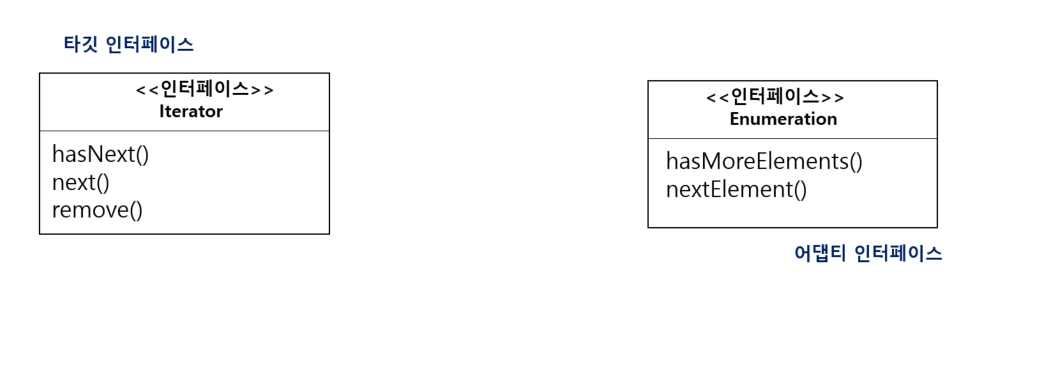 타깃 인터페이스
<<인터페이스>>
Iterator
hasNext()
next()
remove()
<<인터페이스>>
Enumeration
hasMoreElements()
nextElement()
어댑티 인터페이스